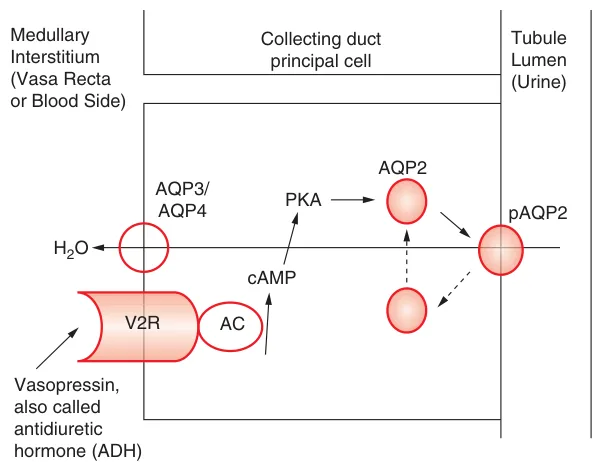 Medullary
Interstitium
(Vasa Recta
or Blood Side)
Collecting duct
principal cell
Tubule
Lumen
(Urine)
AQP3/
AQP4
PKA
AQP2
pAQP2
H₂O
cAMP
V2R
AC
Vasopressin,
also called
antidiuretic
hormone (ADH)